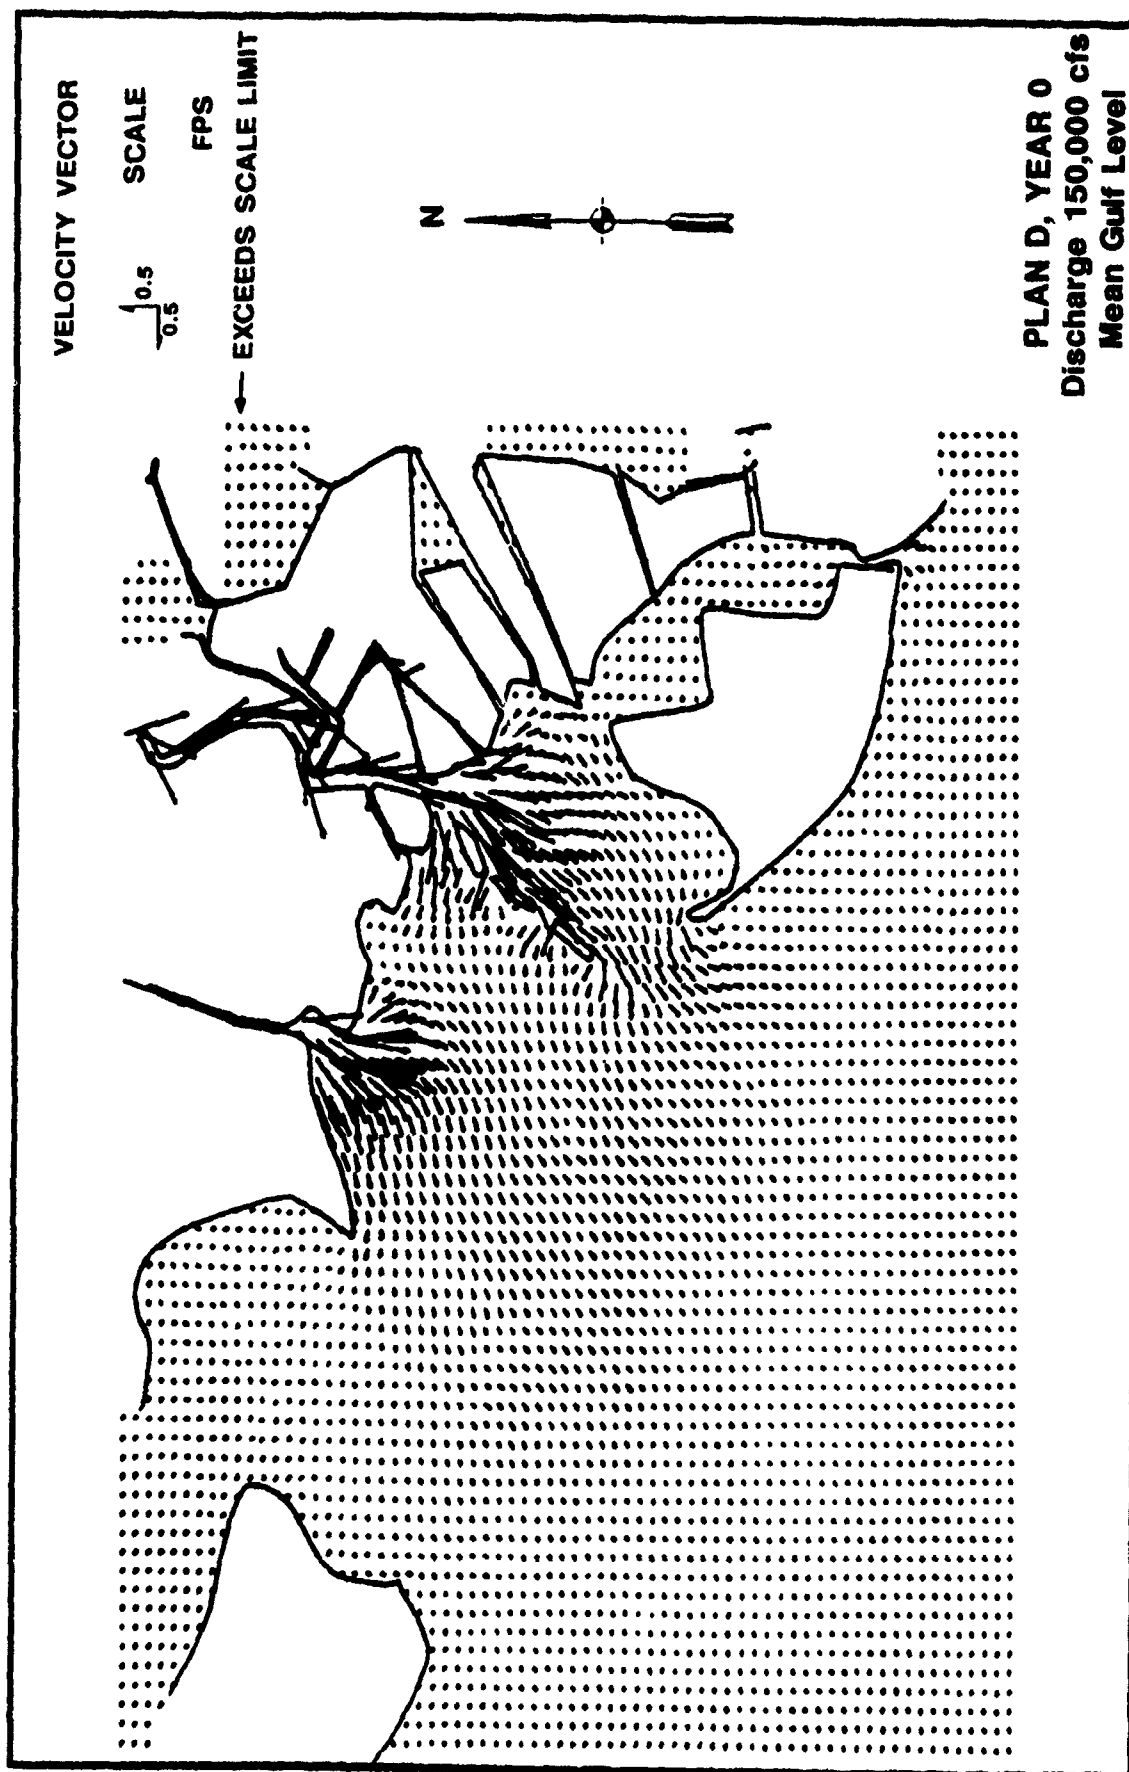 VELOCITY VECTOR
0.5
0.5
SCALE
FPS
← EXCEEDS SCALE LIMIT
N
PLAN D, YEAR 0
Discharge 150,000 cfs
Mean Gulf Level